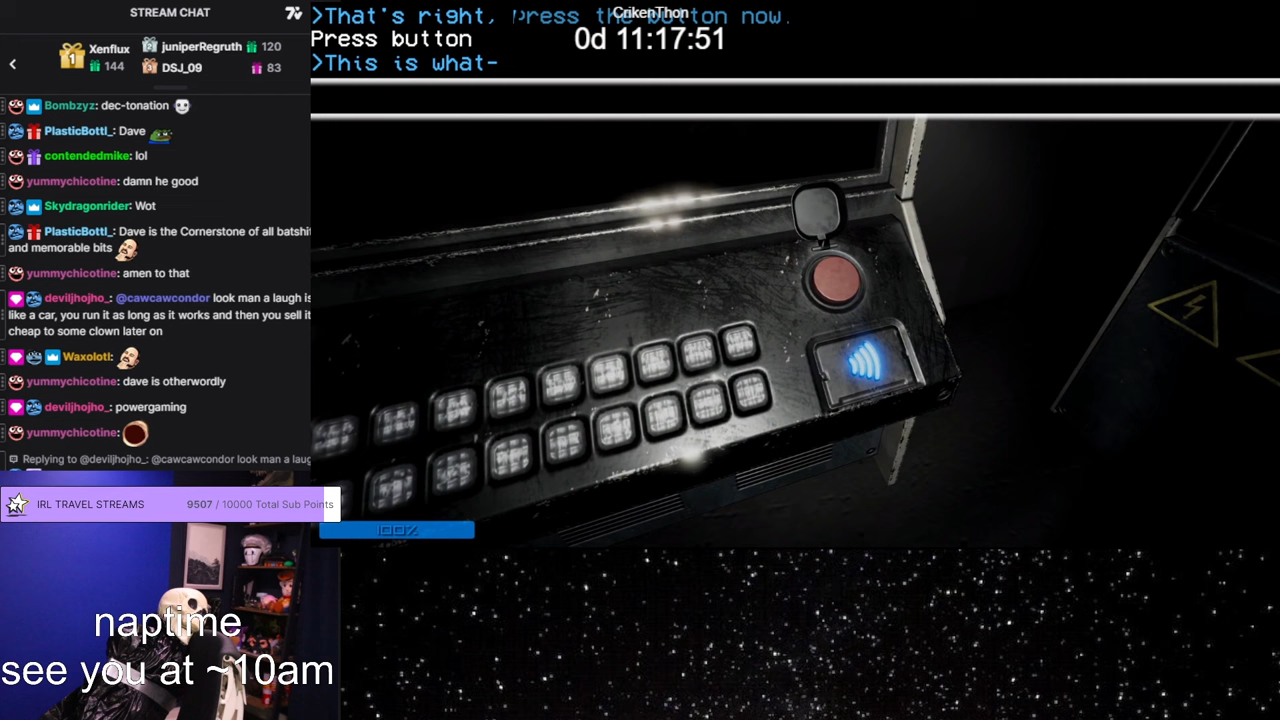 STREAM CHAT
Xenflux
144
juniperRegruth 120
DSJ_09 83
Bombzyz: dec-tonation
PlasticBottl_: Dave
contendedmike: lol
yummychicotine: damn he good
Skydragonrider: Wot
PlasticBottl_: Dave is the Cornerstone of all batshit
and memorable bits
yummychicotine: amen to that
deviljhojho_: @cawcawcondor look man a laugh is
like a car, you run it as long as it works and then you sell it
cheap to some clown later on
Waxolotl:
yummychicotine: dave is otherwordly
deviljhojho_: powergaming
yummychicotine:
Replying to @deviljhojho_: @cawcawcondor look man a laug
IRL TRAVEL STREAMS 9507 / 10000 Total Sub Points
naptime
see you at ~10am
>That's right, press the button now.
Press button
>This is what-
CrikenThon
0d 11:17:51
100%